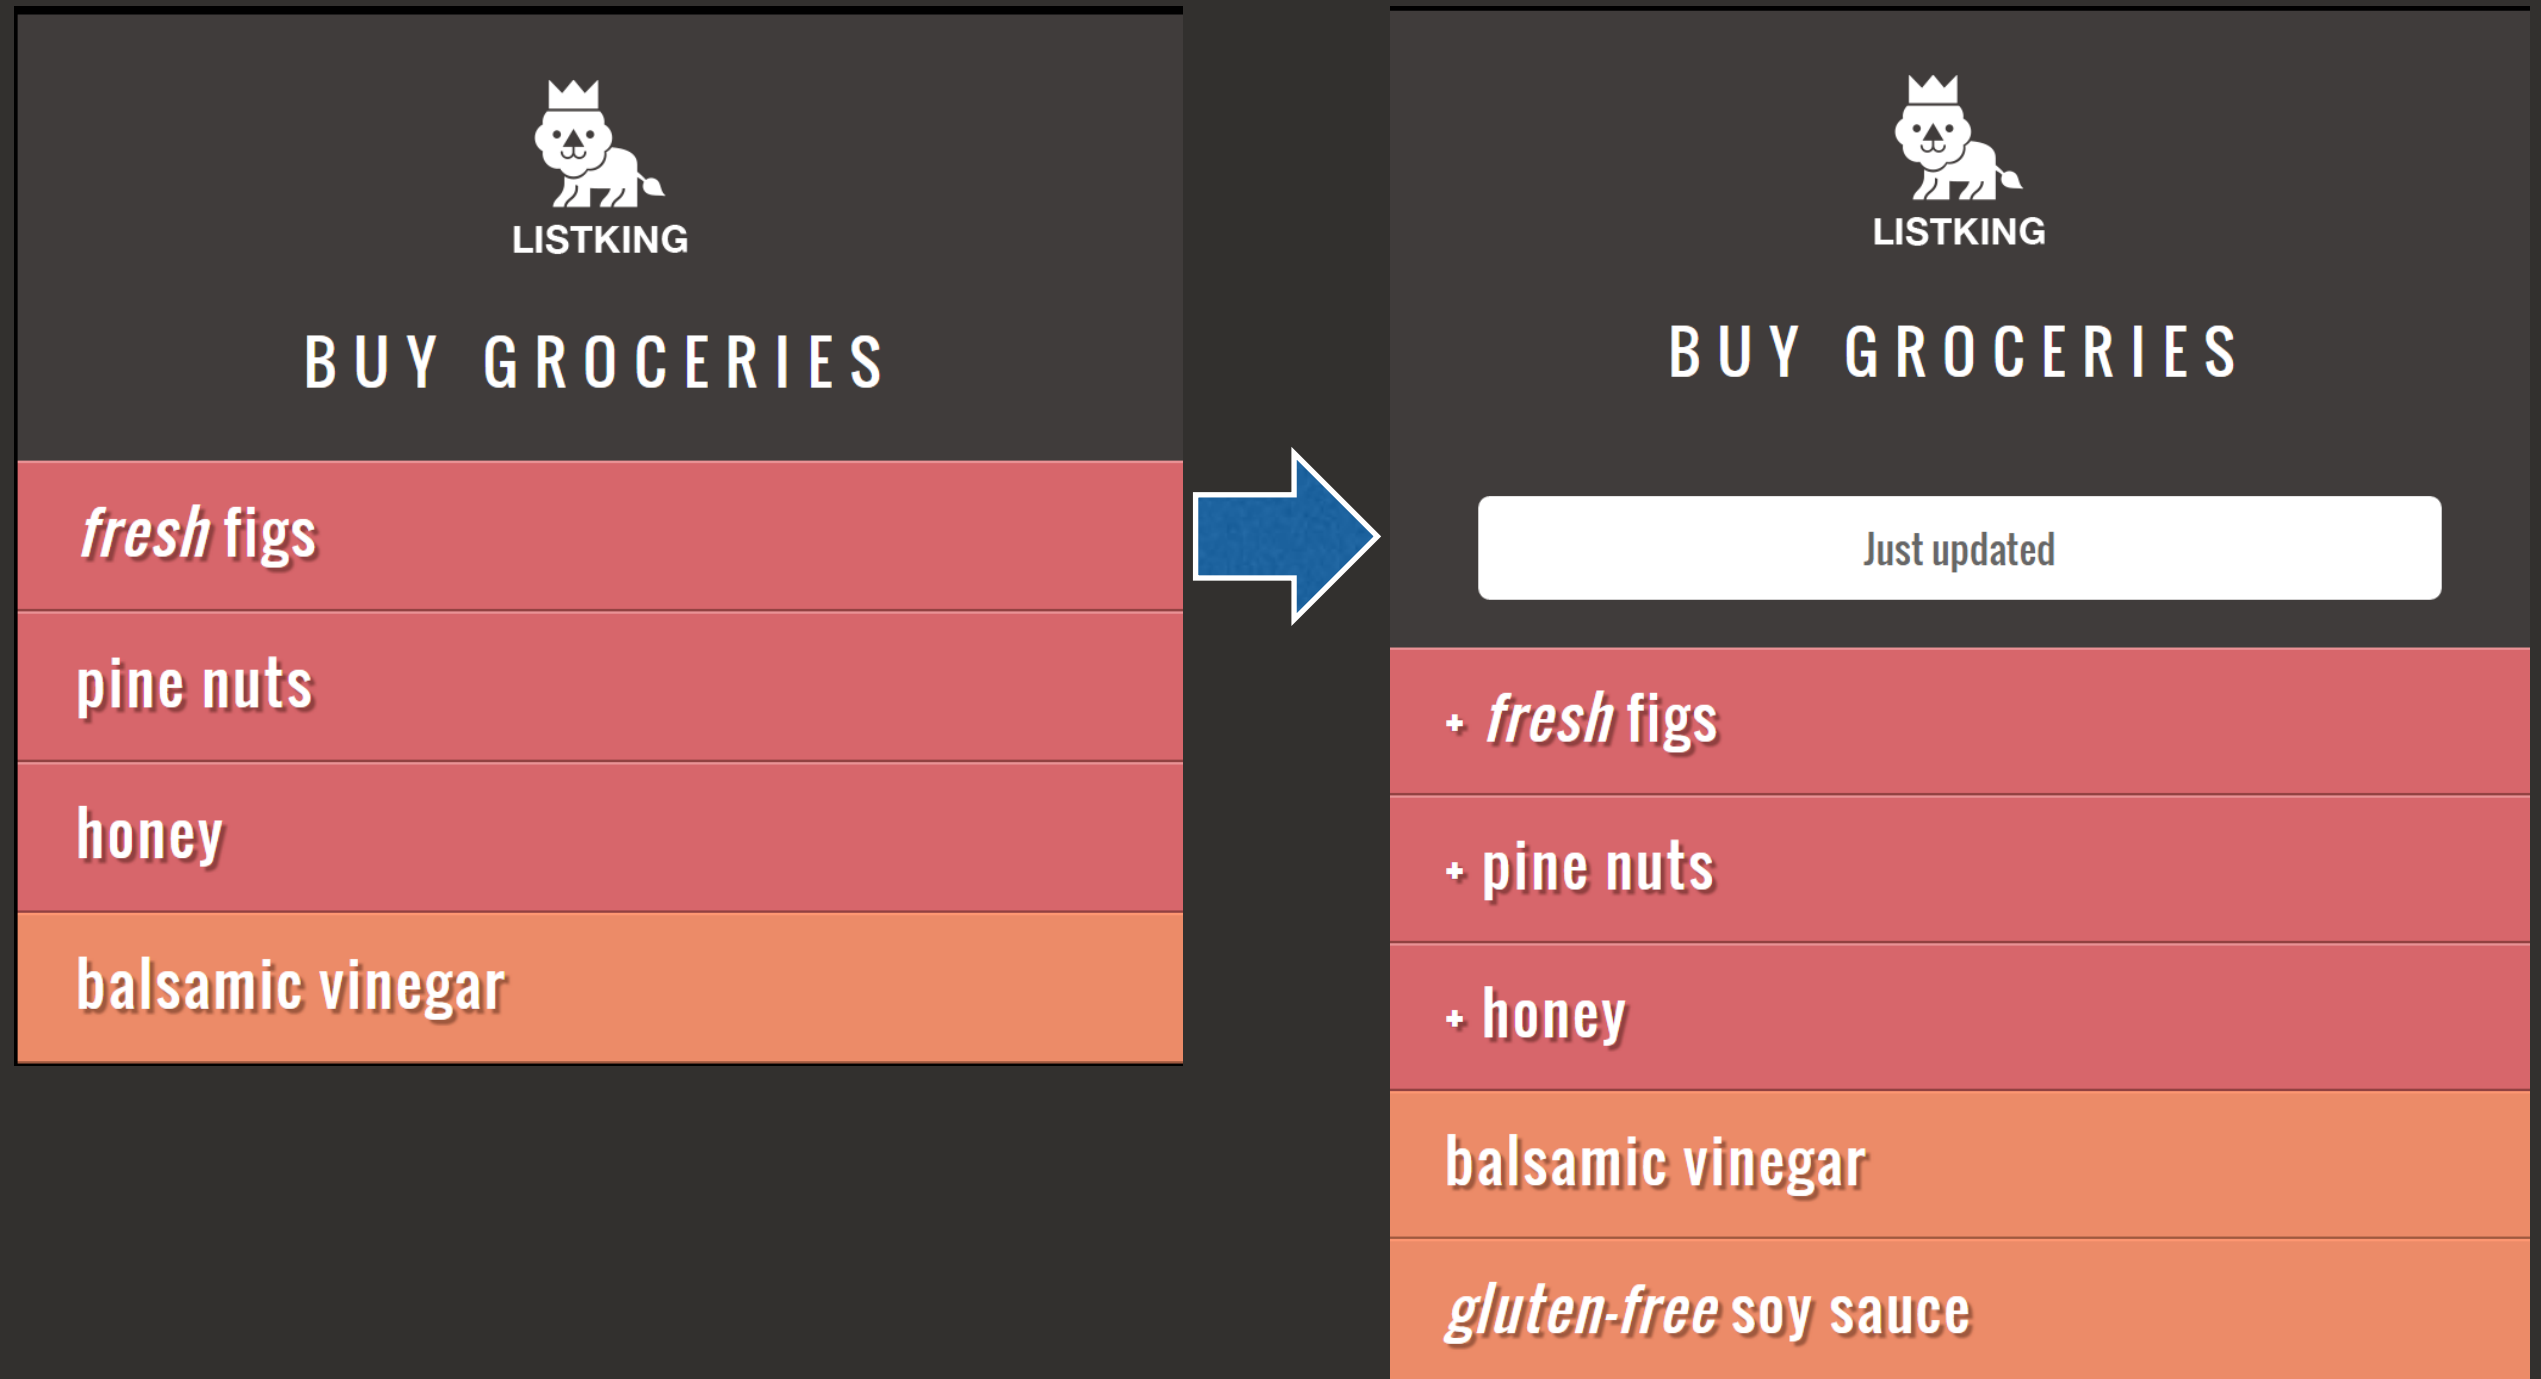 LISTKING
BUY GROCERIES
fresh figs
pine nuts
honey
balsamic vinegar
LISTKING
BUY GROCERIES
Just updated
+ fresh figs
+ pine nuts
+ honey
balsamic vinegar
gluten-free soy sauce